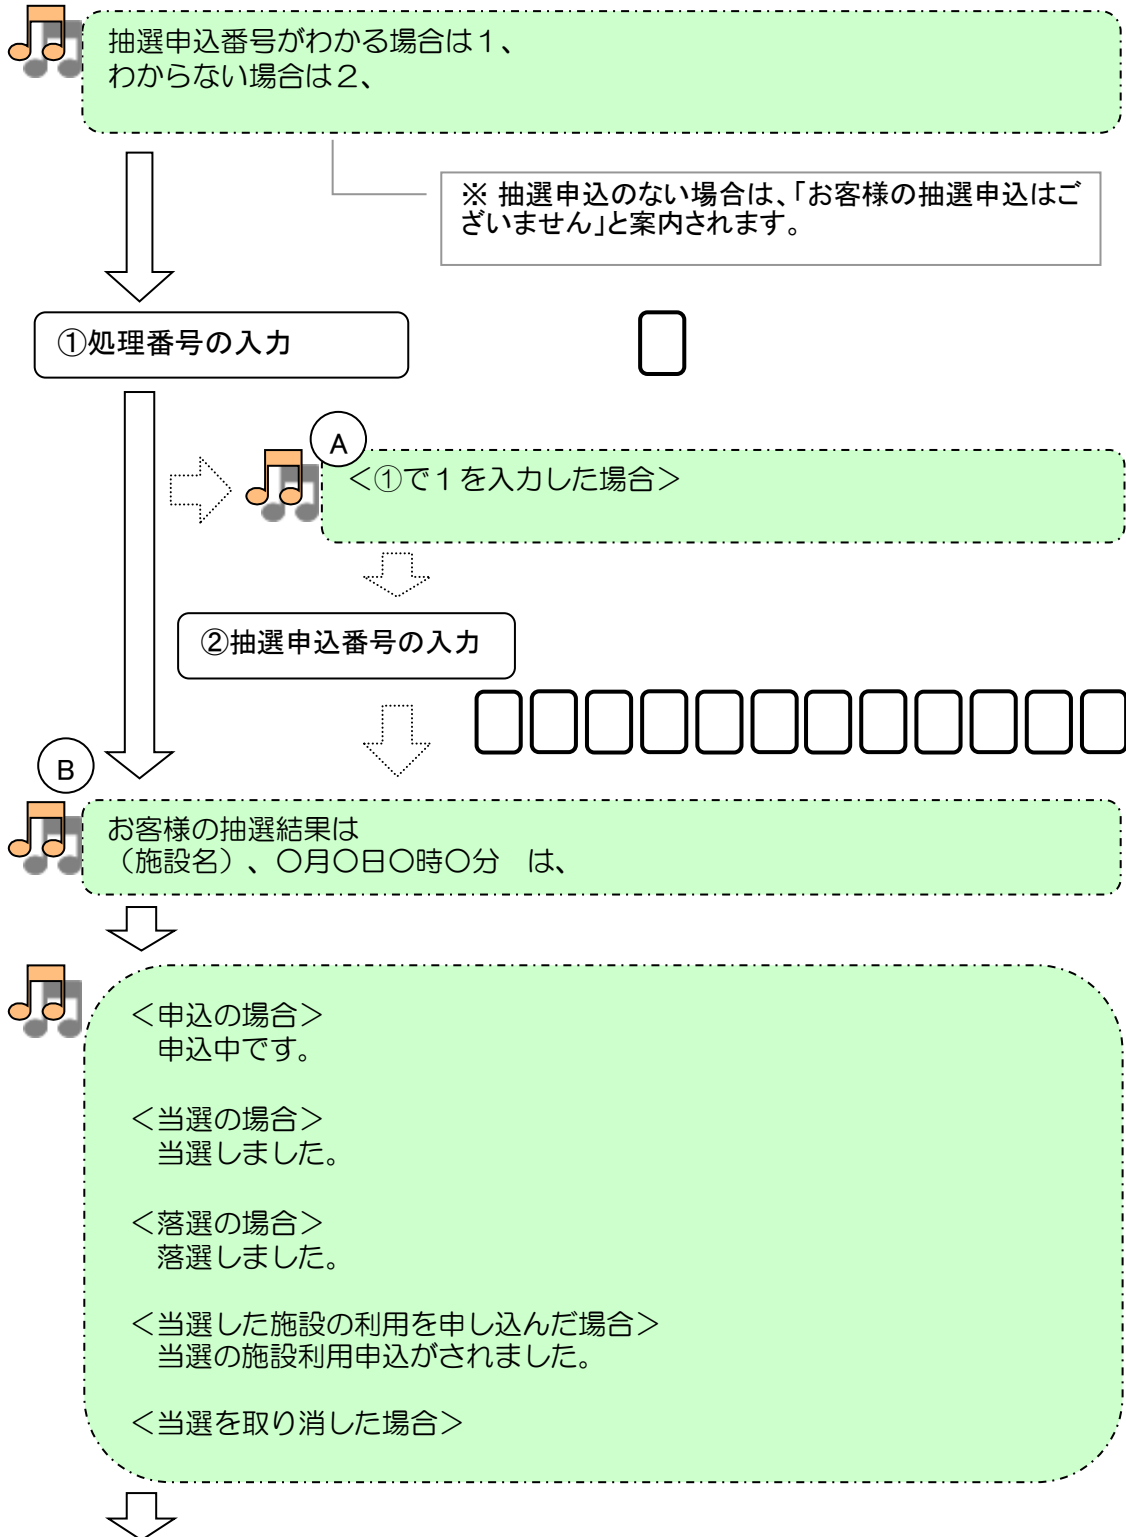 抽選申込番号がわかる場合は１、
わからない場合は２、
※ 抽選申込のない場合は、「お客様の抽選申込はご
ざいません」と案内されます。
①処理番号の入力
A
＜①で１を入力した場合＞
②抽選申込番号の入力
B
お客様の抽選結果は
（施設名）、〇月〇日〇時〇分　は、
＜申込の場合＞
申込中です。
＜当選の場合＞
当選しました。
＜落選の場合＞
落選しました。
＜当選した施設の利用を申し込んだ場合＞
当選の施設利用申込がされました。
＜当選を取り消した場合＞